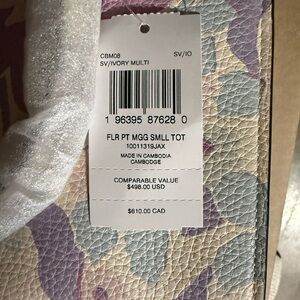 CBM08 SV/IO
SV/IVORY MULTI
1 96395 87628 0
FLR PT MGG SMLL TOT
10011319JAX
MADE IN CAMBODIA
CAMBODGE
COMPARABLE VALUE
$498.00 USD
$610.00 CAD